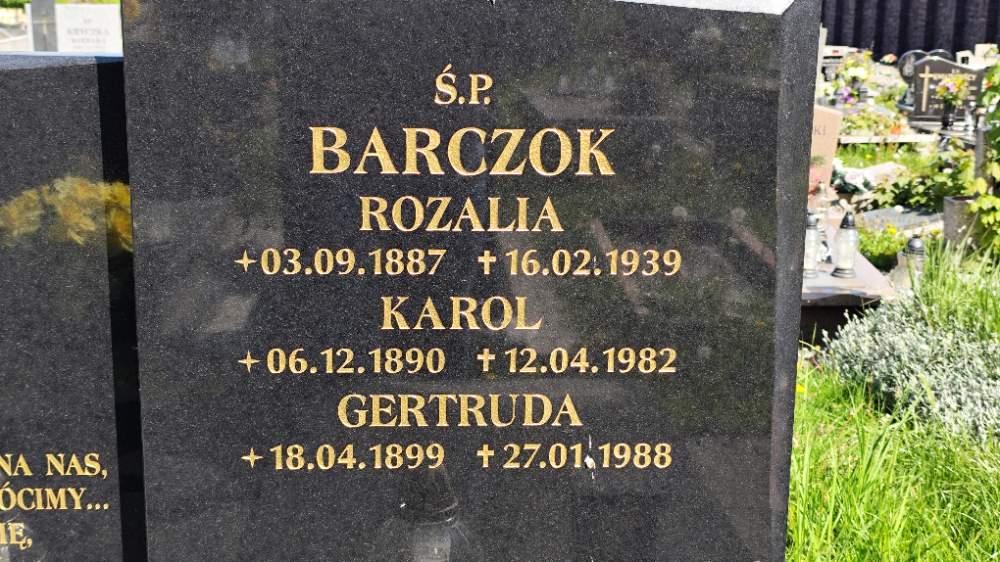 Ś.P.
BARCZOK
ROZALIA
03.09.1887 16.02.1939
KAROL
06.12.1890 12.04.1982
GERTRUDA
18.04.1899 27.01.1988
NA NAS,
ÓCIMY...
IĘ,